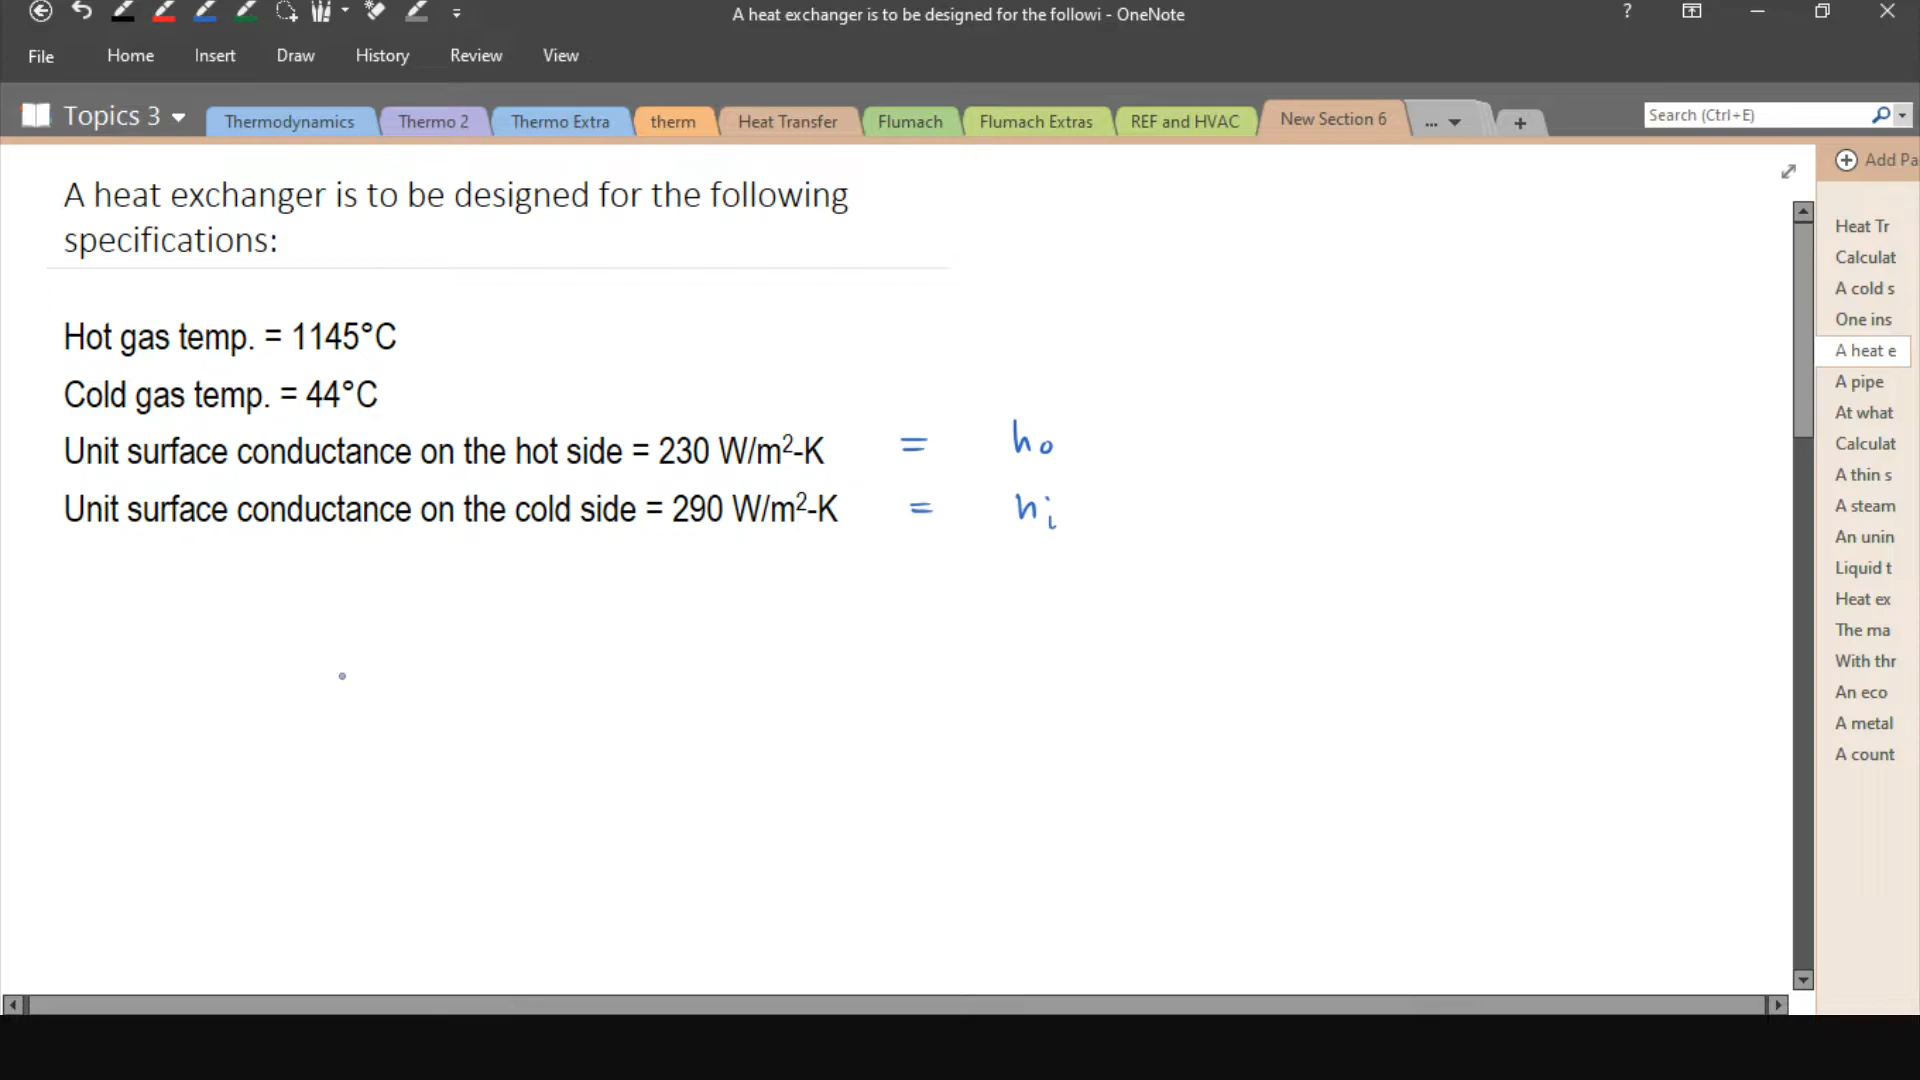 A heat exchanger is to be designed for the followi - OneNote
?
File Home Insert Draw History Review View
Topics 3
Thermodynamics Thermo 2 Thermo Extra therm Heat Transfer Flumach Flumach Extras REF and HVAC New Section 6 ... +
Search (Ctrl+E)
Add Pa
A heat exchanger is to be designed for the following
specifications:
Hot gas temp. = 1145°C
Cold gas temp. = 44°C
Unit surface conductance on the hot side = 230 W/m²-K = ho
Unit surface conductance on the cold side = 290 W/m²-K = hi
Heat Tr
Calculat
A cold s
One ins
A heat e
A pipe
At what
Calculat
A thin s
A steam
An unin
Liquid t
Heat ex
The ma
With thr
An eco
A metal
A count